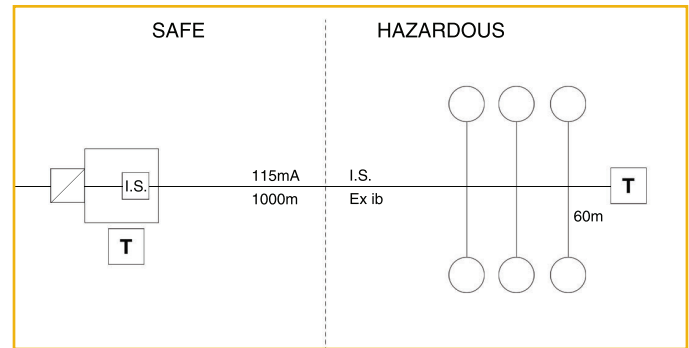 SAFE
HAZARDOUS
I.S.
T
115mA
1000m
I.S.
Ex ib
T
60m